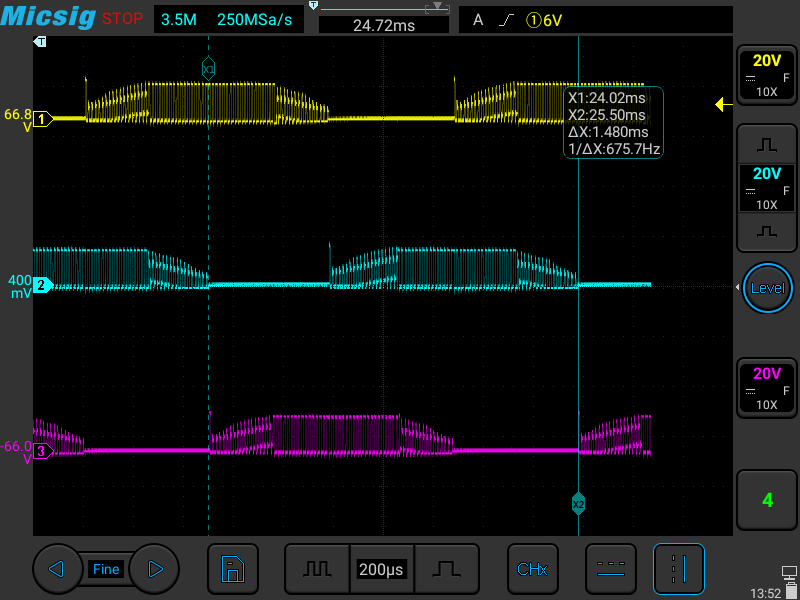 Micsig STOP 3.5M 250MSa/s T 24.72ms A ①6V
T
X1
20V
F
10X
66.8
V
1
X1:24.02ms
X2:25.50ms
ΔX:1.480ms
1/ΔX:675.7Hz
20V
F
10X
400
mV
2
Level
20V
F
10X
-66.0
V
3
X2
4
Fine
200μs
CHx
13:52